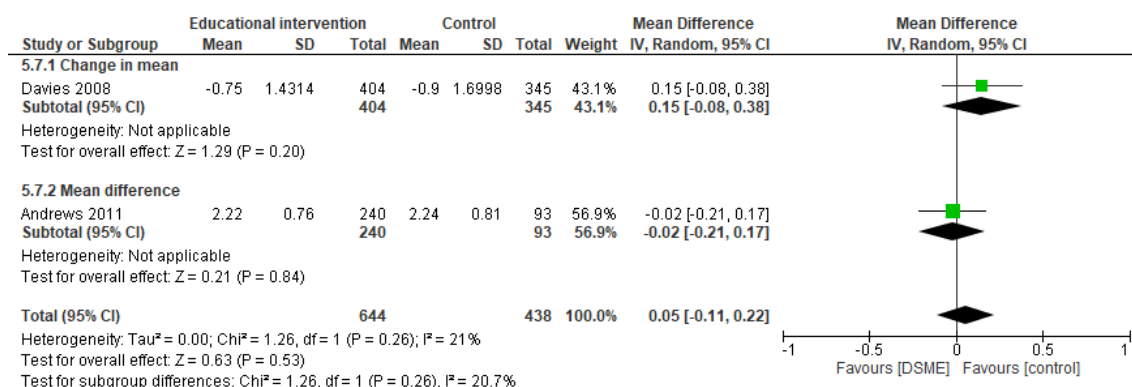 Educational intervention Control Mean Difference Mean Difference
Study or Subgroup Mean SD Total Mean SD Total Weight IV, Random, 95% CI IV, Random, 95% CI
5.7.1 Change in mean
Davies 2008 -0.75 1.4314 404 -0.9 1.6998 345 43.1% 0.15 [-0.08, 0.38]
Subtotal (95% CI) 404 345 43.1% 0.15 [-0.08, 0.38]
Heterogeneity: Not applicable
Test for overall effect: Z = 1.29 (P = 0.20)
5.7.2 Mean difference
Andrews 2011 2.22 0.76 240 2.24 0.81 93 56.9% -0.02 [-0.21, 0.17]
Subtotal (95% CI) 240 93 56.9% -0.02 [-0.21, 0.17]
Heterogeneity: Not applicable
Test for overall effect: Z = 0.21 (P = 0.84)
Total (95% CI) 644 438 100.0% 0.05 [-0.11, 0.22]
Heterogeneity: Tau² = 0.00; Chi² = 1.26, df = 1 (P = 0.26); I² = 21%
Test for overall effect: Z = 0.63 (P = 0.53)
Test for subgroup differences: Chi² = 1.26, df = 1 (P = 0.26), I² = 20.7%
-1 -0.5 0 0.5 1
Favours [DSME] Favours [control]